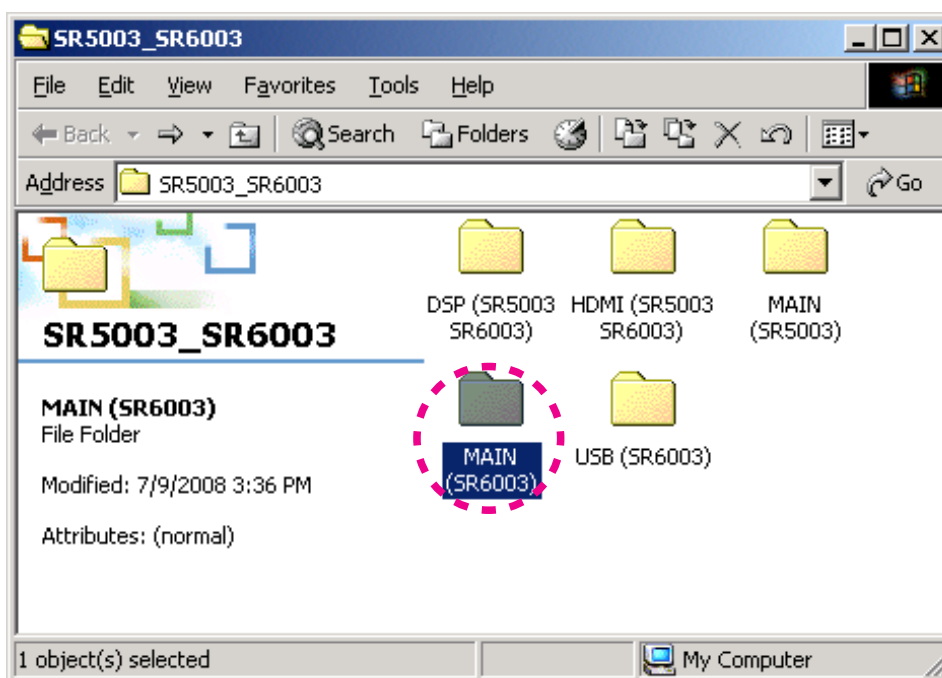 SR5003_SR6003
File Edit View Favorites Tools Help
Back Search Folders
Address SR5003_SR6003 Go
SR5003_SR6003
MAIN (SR6003)
File Folder
Modified: 7/9/2008 3:36 PM
Attributes: (normal)
DSP (SR5003
SR6003)
HDMI (SR5003
SR6003)
MAIN
(SR5003)
MAIN
(SR6003)
USB (SR6003)
1 object(s) selected
My Computer